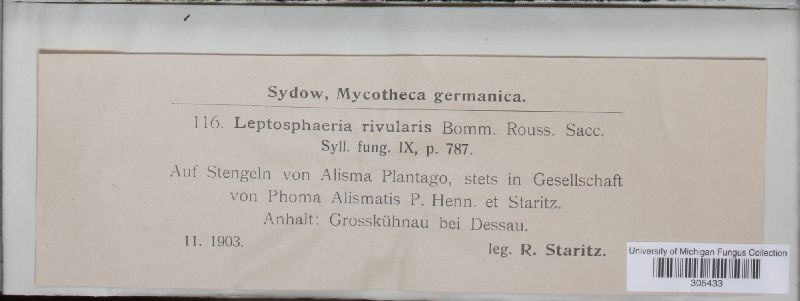 Sydow, Mycotheca germanica.
116. Leptosphaeria rivularis Bomm. Rouss. Sacc.
Syll. fung. IX, p. 787.
Auf Stengeln von Alisma Plantago, stets in Gesellschaft
von Phoma Alismatis P. Henn. et Staritz.
Anhalt: Grosskühnau bei Dessau.
11. 1903.
leg. R. Staritz.
University of Michigan Fungus Collection
305433